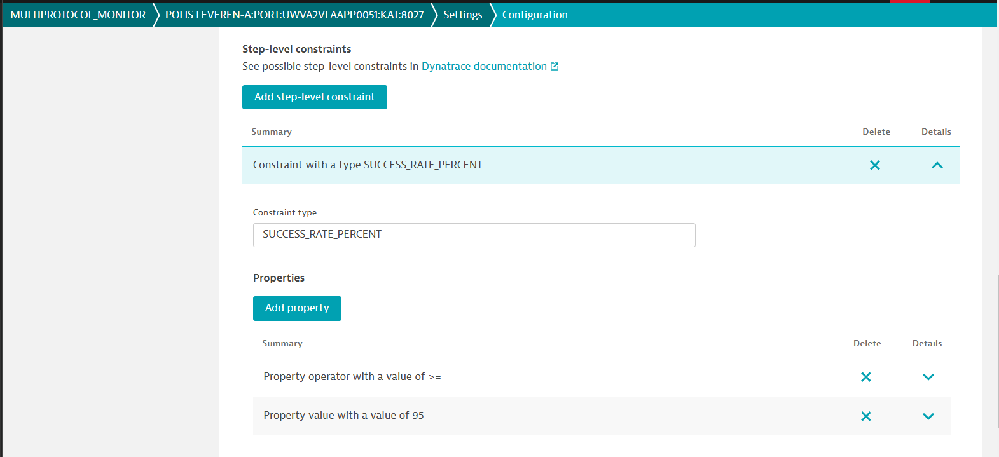 MULTIPROTOCOL_MONITOR POLIS LEVEREN-A:PORT:UWVA2VLAAPP0051:KAT:8027 Settings Configuration
Step-level constraints
See possible step-level constraints in Dynatrace documentation
Add step-level constraint
Summary Delete Details
Constraint with a type SUCCESS_RATE_PERCENT
Constraint type
SUCCESS_RATE_PERCENT
Properties
Add property
Summary Delete Details
Property operator with a value of >=
Property value with a value of 95